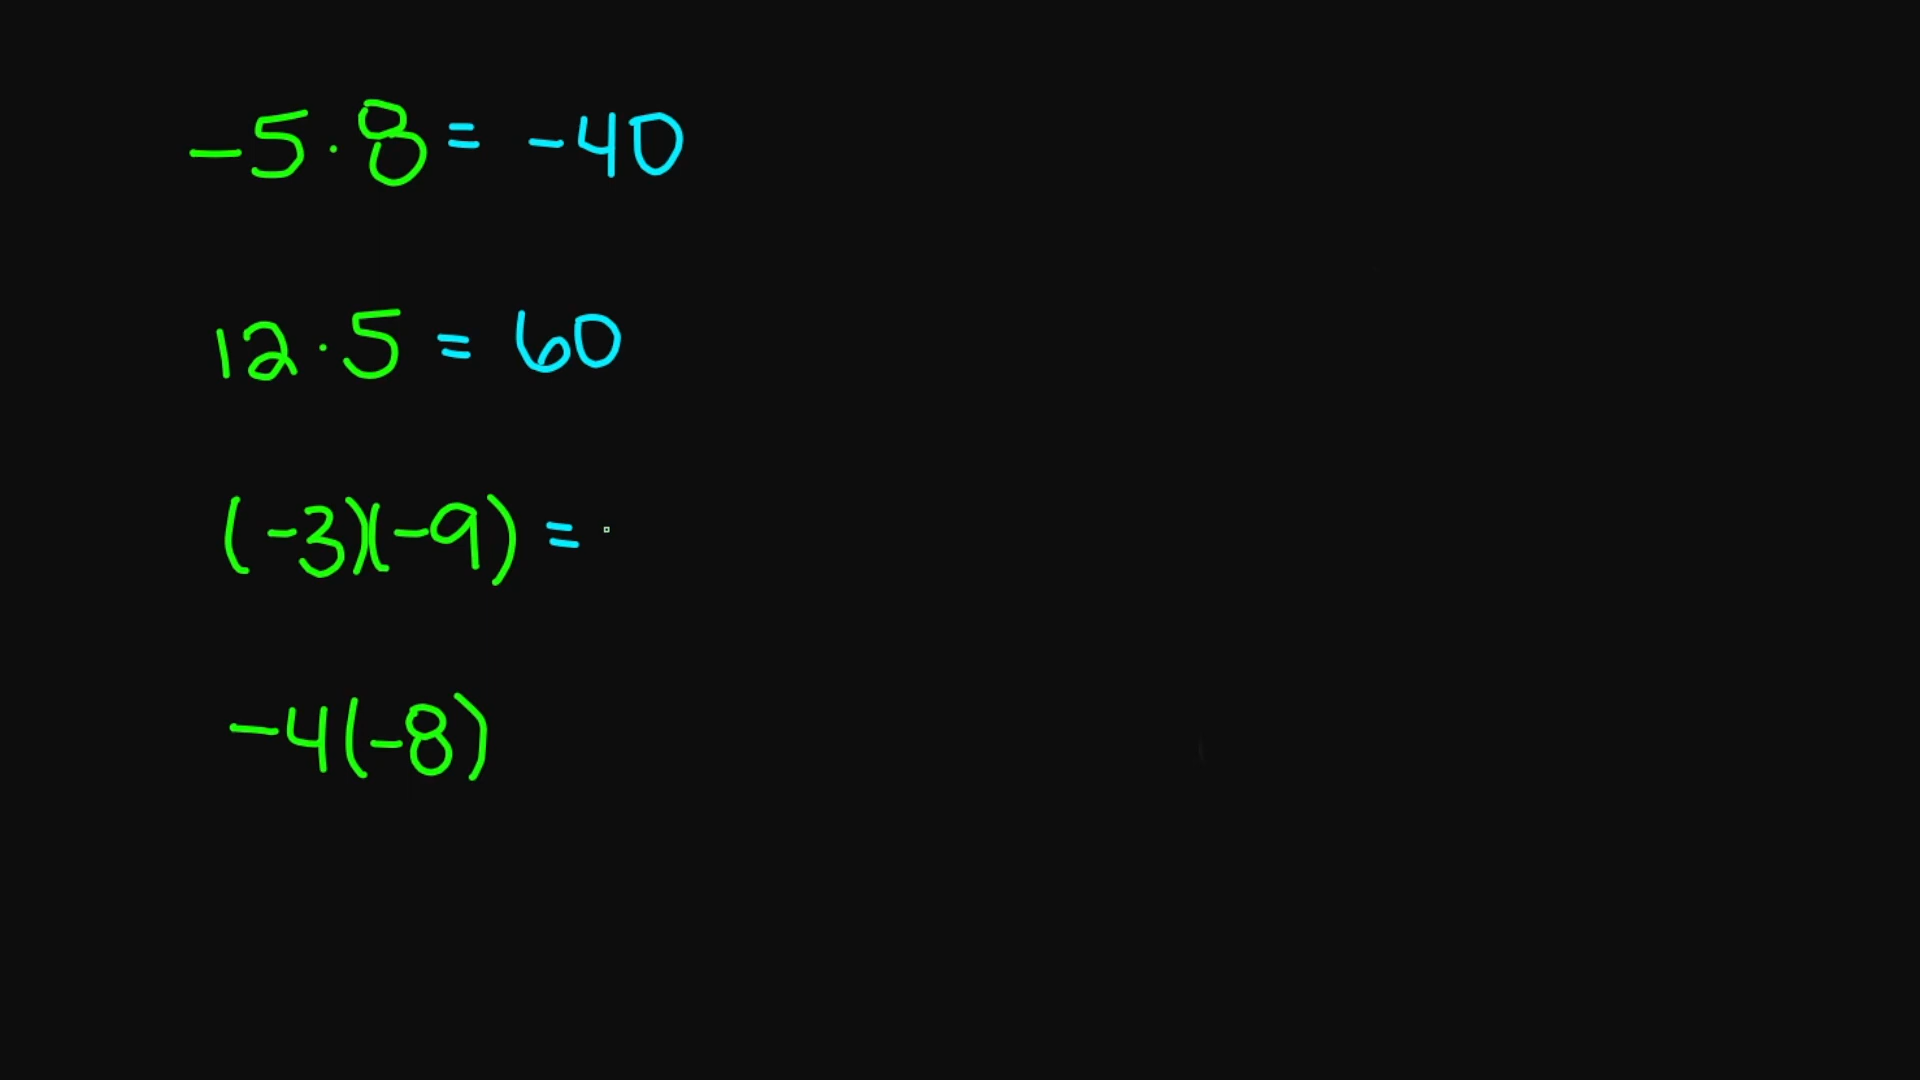 -5·8 = -40
12·5 = 60
(-3)(-9) =
-4(-8)